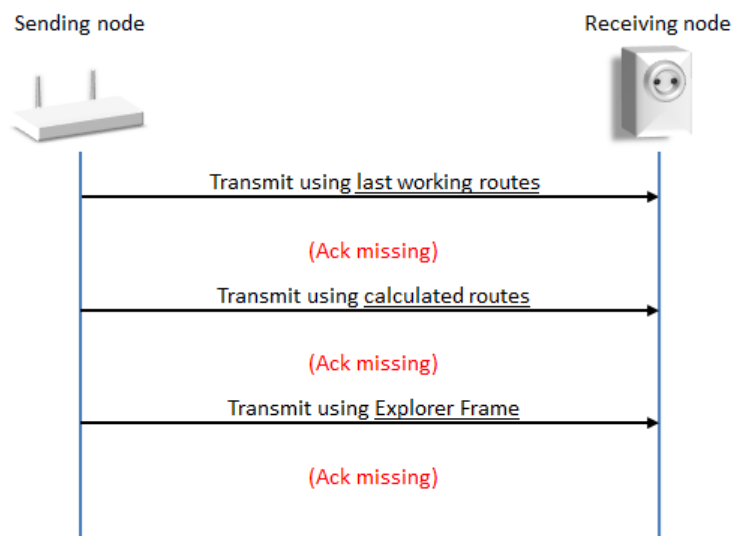 Sending node
Receiving node
Transmit using last working routes
(Ack missing)
Transmit using calculated routes
(Ack missing)
Transmit using Explorer Frame
(Ack missing)